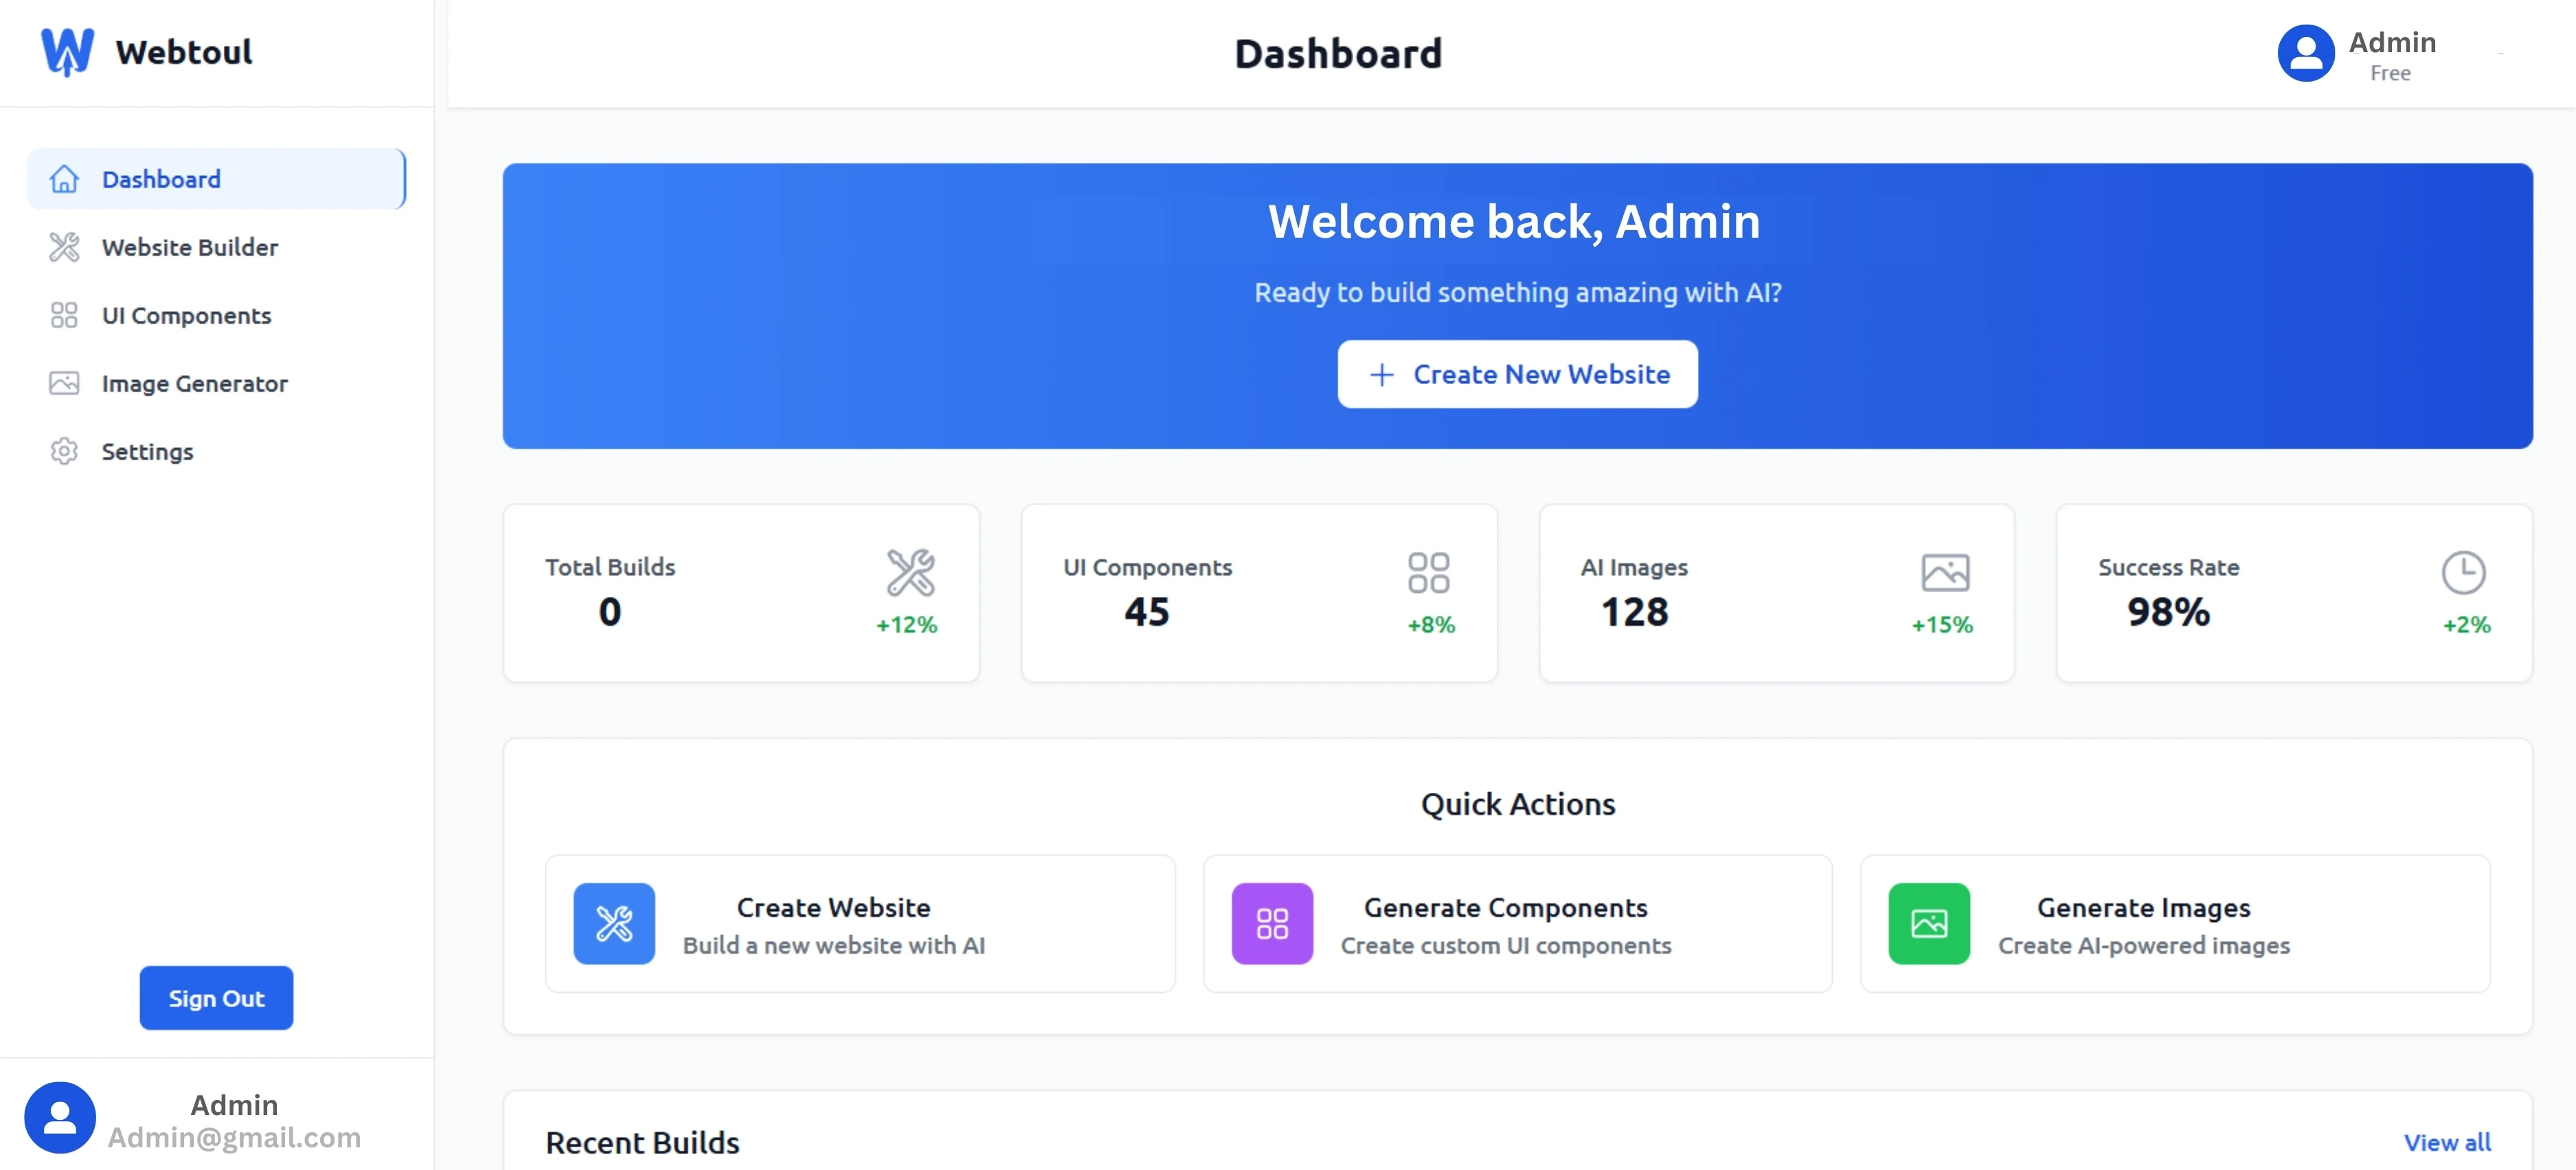 Webtoul
Dashboard
Website Builder
UI Components
Image Generator
Settings
Sign Out
Admin
Admin@gmail.com
Dashboard
Admin
Free
Welcome back, Admin
Ready to build something amazing with AI?
Create New Website
Total Builds
0
+12%
UI Components
45
+8%
AI Images
128
+15%
Success Rate
98%
+2%
Quick Actions
Create Website
Build a new website with AI
Generate Components
Create custom UI components
Generate Images
Create AI-powered images
Recent Builds
View all